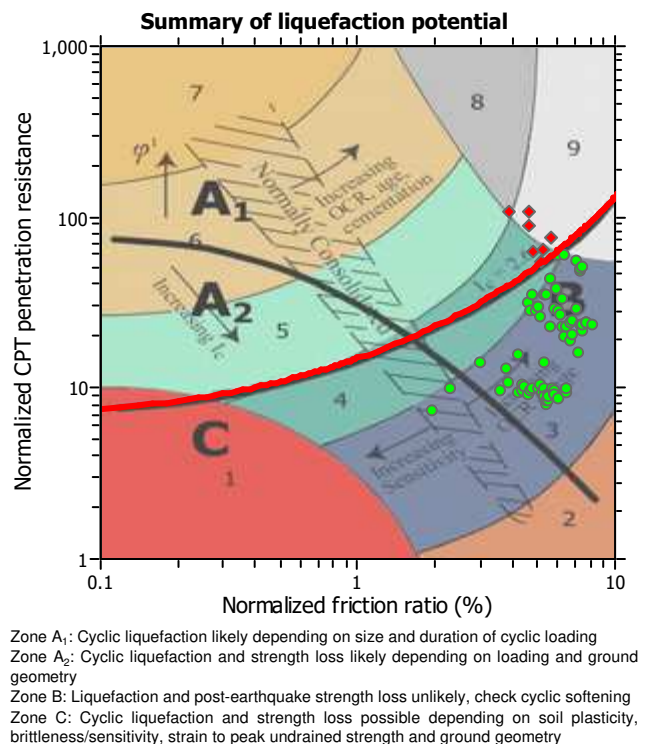 Summary of liquefaction potential
1,000
100
10
1
0.1
1
10
Normalized CPT penetration resistance
Normalized friction ratio (%)
7
8
9
φ'
A1
6
A2
5
4
B
3
C
1
2
Increasing
OCR, age,
cementation
Normally Consolidated
Increasing Ic
Increasing
Sensitivity
Zone A1: Cyclic liquefaction likely depending on size and duration of cyclic loading
Zone A2: Cyclic liquefaction and strength loss likely depending on loading and ground
geometry
Zone B: Liquefaction and post-earthquake strength loss unlikely, check cyclic softening
Zone C: Cyclic liquefaction and strength loss possible depending on soil plasticity,
brittleness/sensitivity, strain to peak undrained strength and ground geometry